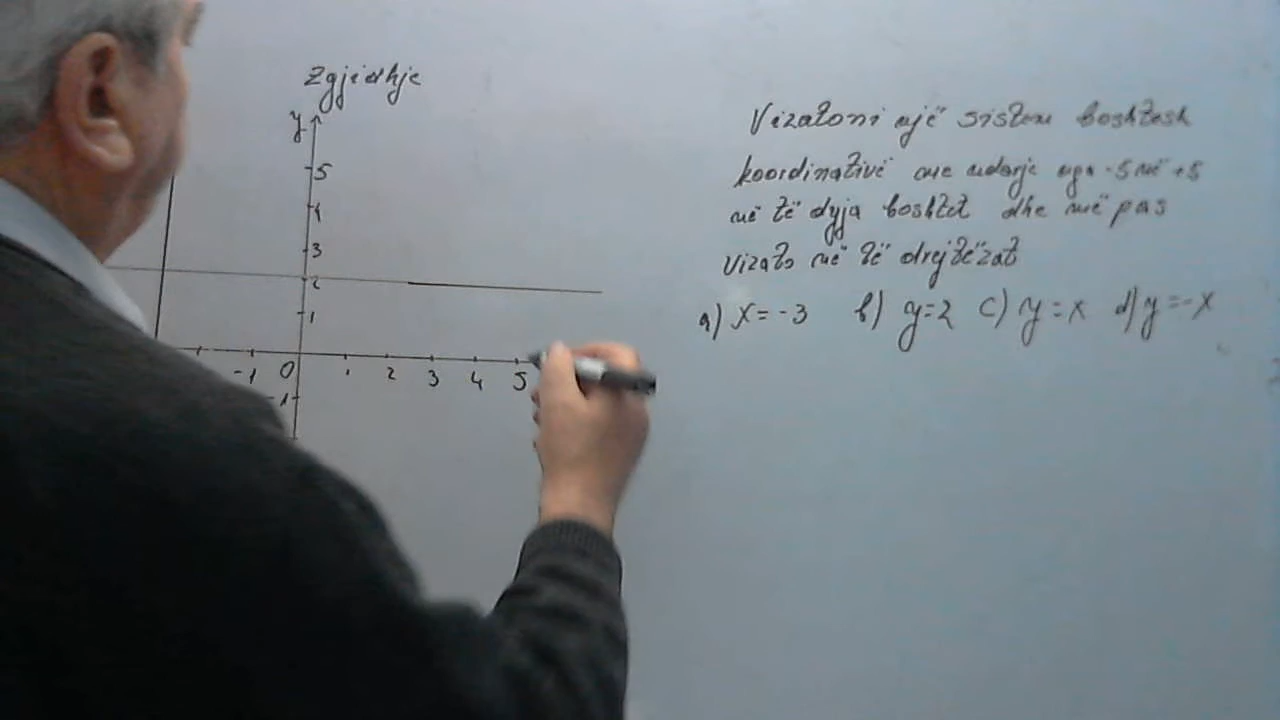 Zgjidhje
y
5
4
3
2
1
-1 0 1 2 3 4 5
-1
Vizatoni një sistem boshtesh
koordinativë me ndarje nga -5 në +5
në të dyja boshtet dhe më pas
vizato në të drejtëzat
a) x = -3 b) y = 2 c) y = x d) y = -x